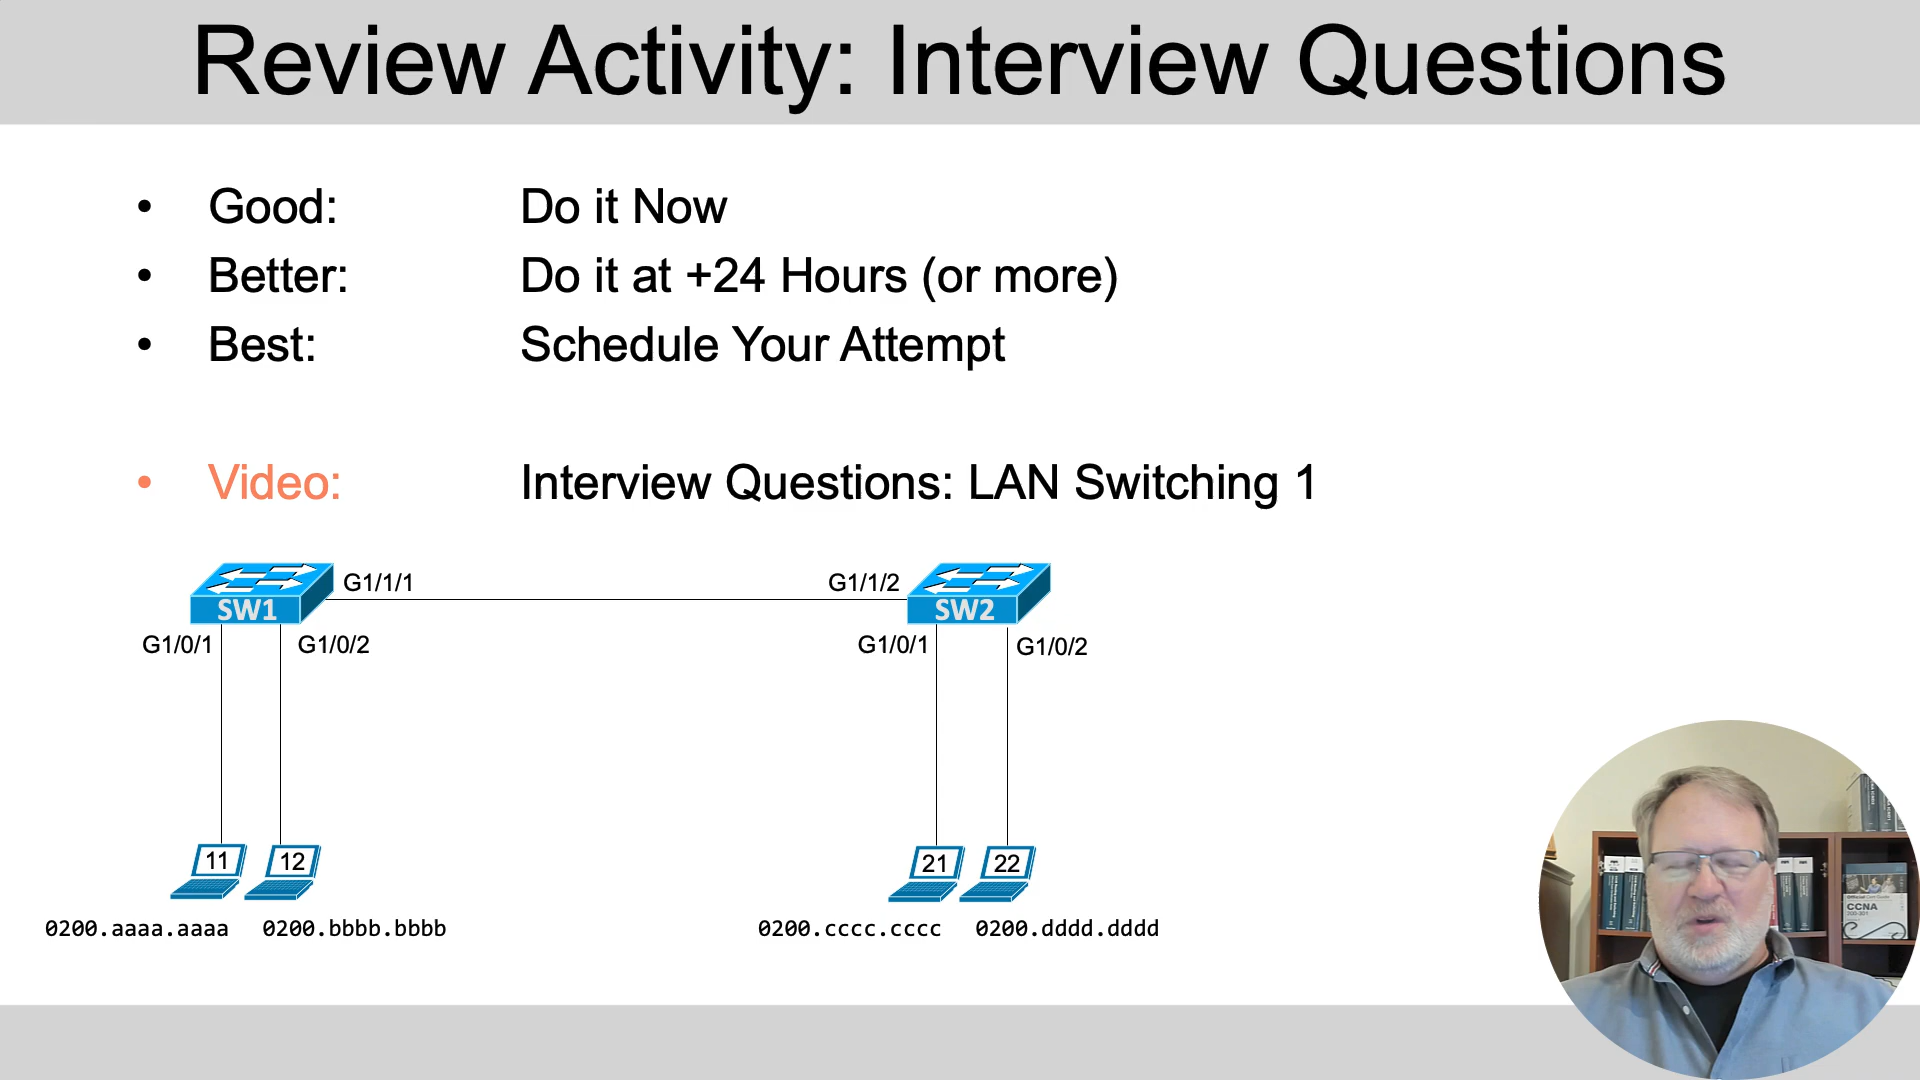 Review Activity: Interview Questions
• Good: Do it Now
• Better: Do it at +24 Hours (or more)
• Best: Schedule Your Attempt
• Video: Interview Questions: LAN Switching 1
G1/1/1 G1/1/2
SW1 SW2
G1/0/1 G1/0/2 G1/0/1 G1/0/2
11 12 21 22
0200.aaaa.aaaa 0200.bbbb.bbbb 0200.cccc.cccc 0200.dddd.dddd
CCNA